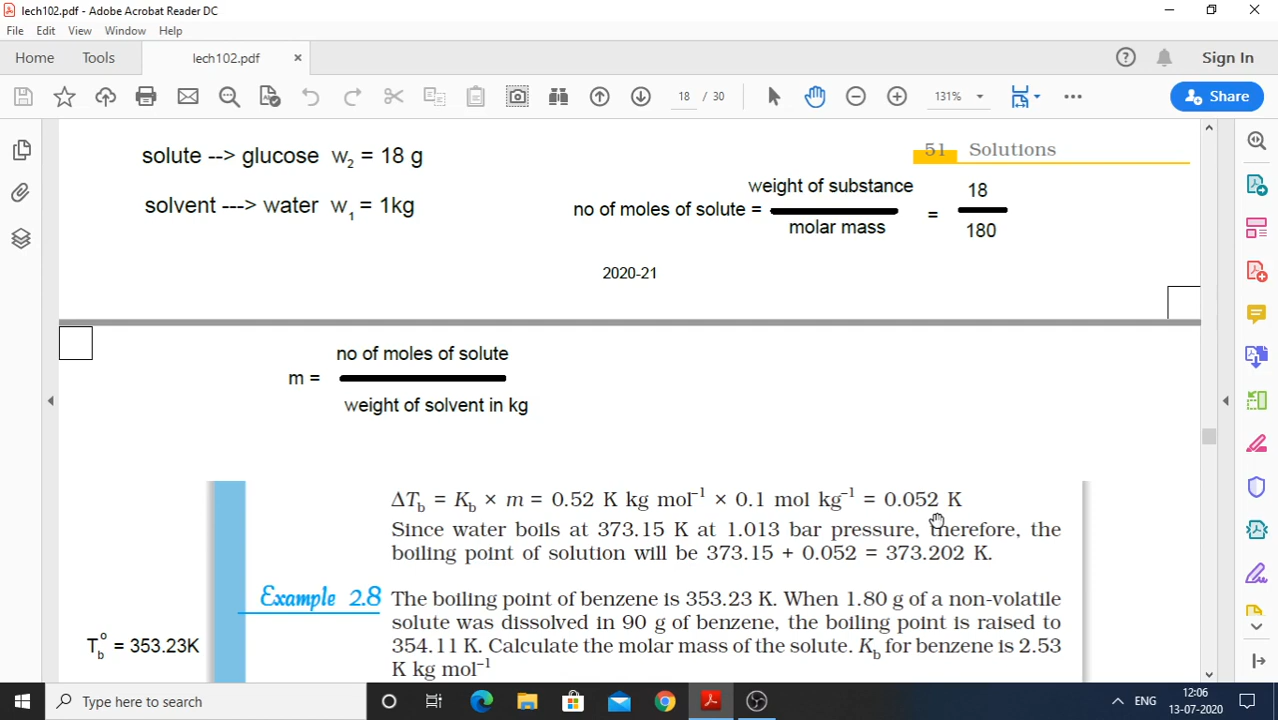 lech102.pdf - Adobe Acrobat Reader DC
File Edit View Window Help
Home Tools lech102.pdf × Sign In
18 / 30 131% Share
solute --> glucose w2 = 18 g
51 Solutions
solvent ---> water w1 = 1kg
no of moles of solute = weight of substance / molar mass = 18 / 180
2020-21
m = no of moles of solute / weight of solvent in kg
ΔTb = Kb × m = 0.52 K kg mol–1 × 0.1 mol kg–1 = 0.052 K
Since water boils at 373.15 K at 1.013 bar pressure, therefore, the
boiling point of solution will be 373.15 + 0.052 = 373.202 K.
Example 2.8 The boiling point of benzene is 353.23 K. When 1.80 g of a non-volatile
solute was dissolved in 90 g of benzene, the boiling point is raised to
Tb° = 353.23K
354.11 K. Calculate the molar mass of the solute. Kb for benzene is 2.53
K kg mol–1
Type here to search
ENG 12:06
13-07-2020